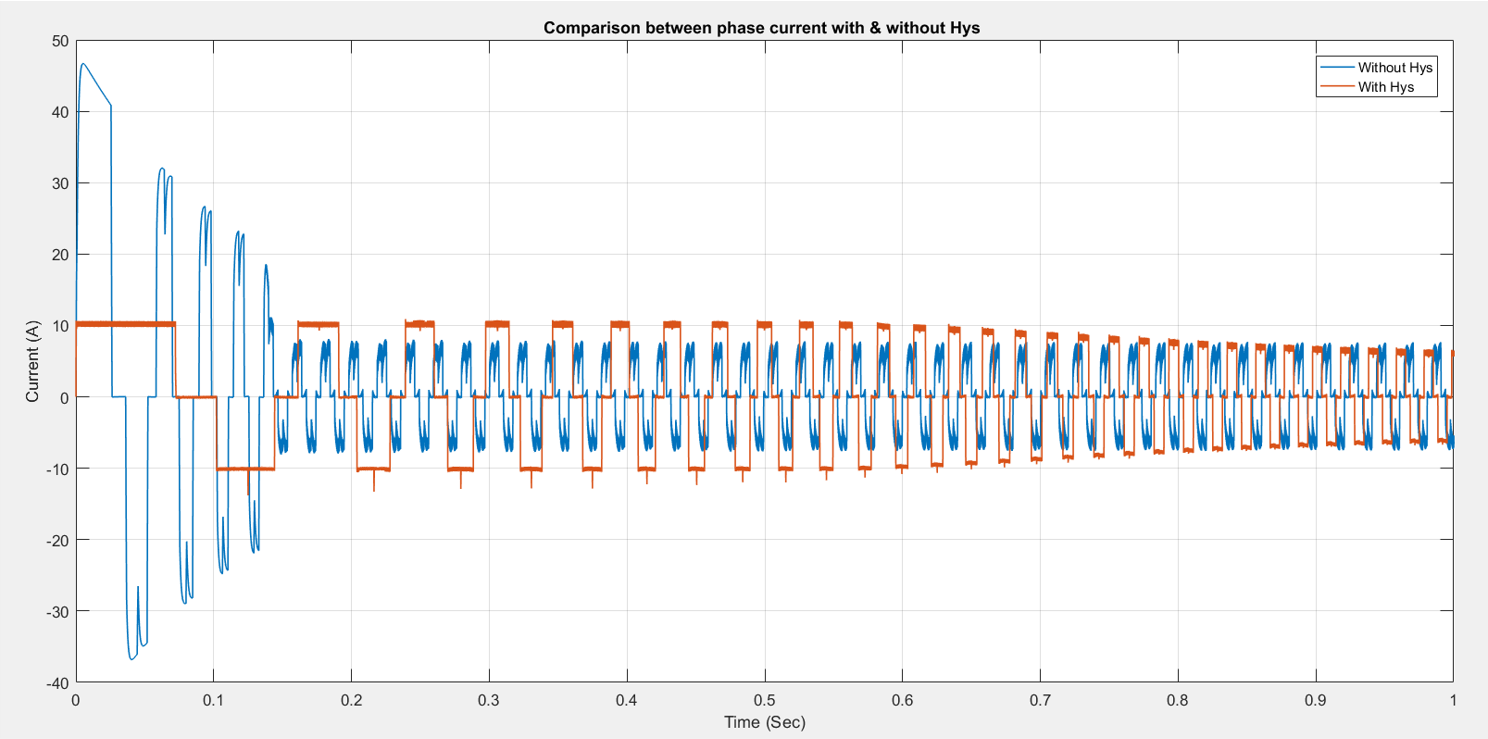 Comparison between phase current with & without Hys
50
40
30
20
10
0
-10
-20
-30
-40
Current (A)
Without Hys
With Hys
0 0.1 0.2 0.3 0.4 0.5 0.6 0.7 0.8 0.9 1
Time (Sec)